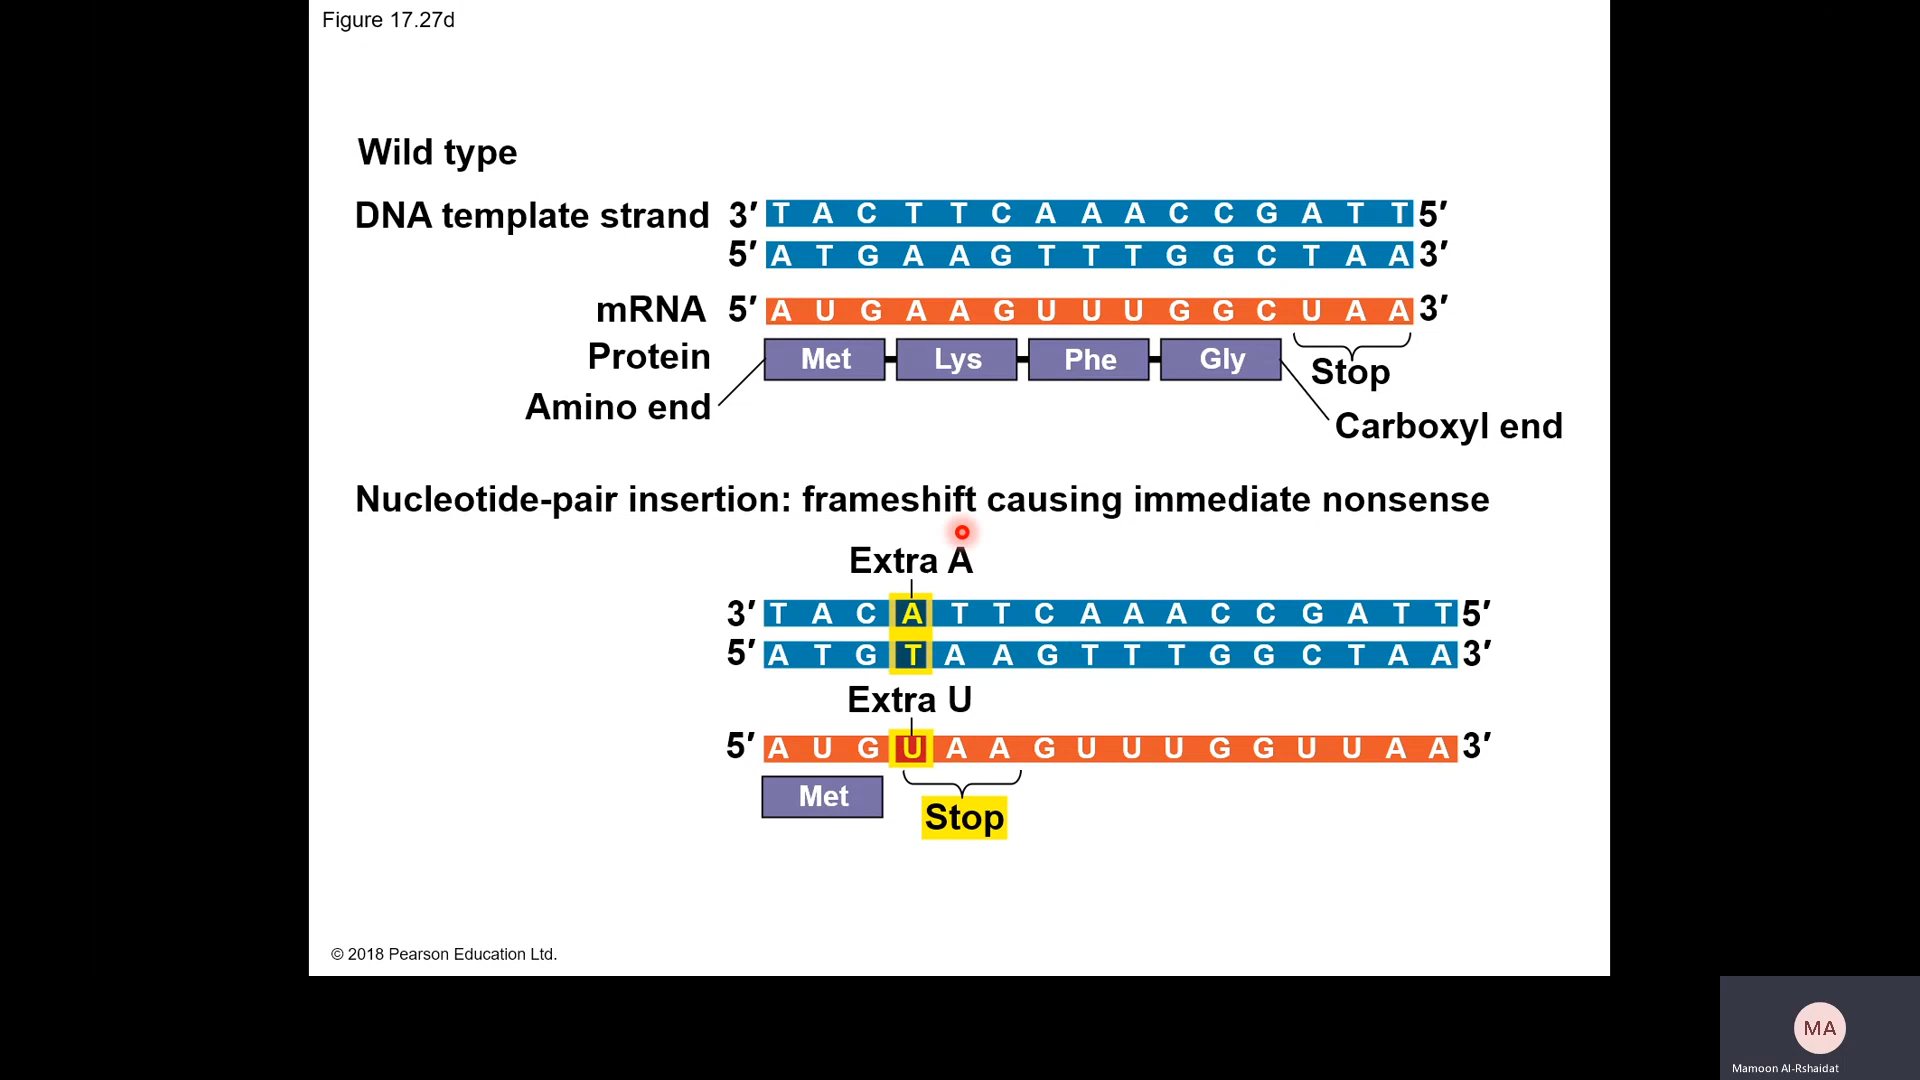 Figure 17.27d
Wild type
DNA template strand 3′ T A C T T C A A A C C G A T T 5′
5′ A T G A A G T T T G G C T A A 3′
mRNA 5′ A U G A A G U U U G G C U A A 3′
Protein Met Lys Phe Gly Stop
Amino end
Carboxyl end
Nucleotide-pair insertion: frameshift causing immediate nonsense
Extra A
3′ T A C A T T C A A A C C G A T T 5′
5′ A T G T A A G T T T G G C T A A 3′
Extra U
5′ A U G U A A G U U U G G U U A A 3′
Met
Stop
© 2018 Pearson Education Ltd.
MA
Mamoon Al-Rshaidat